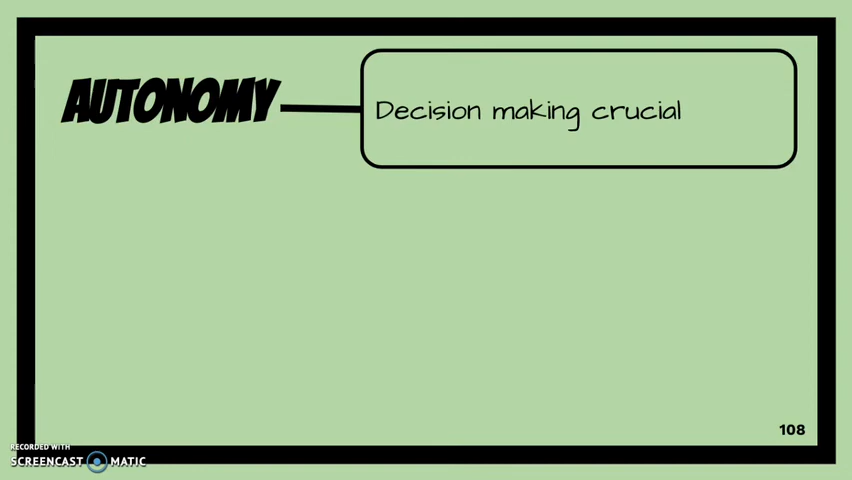 AUTONOMY
Decision making crucial
108
RECORDED WITH
SCREENCAST MATIC